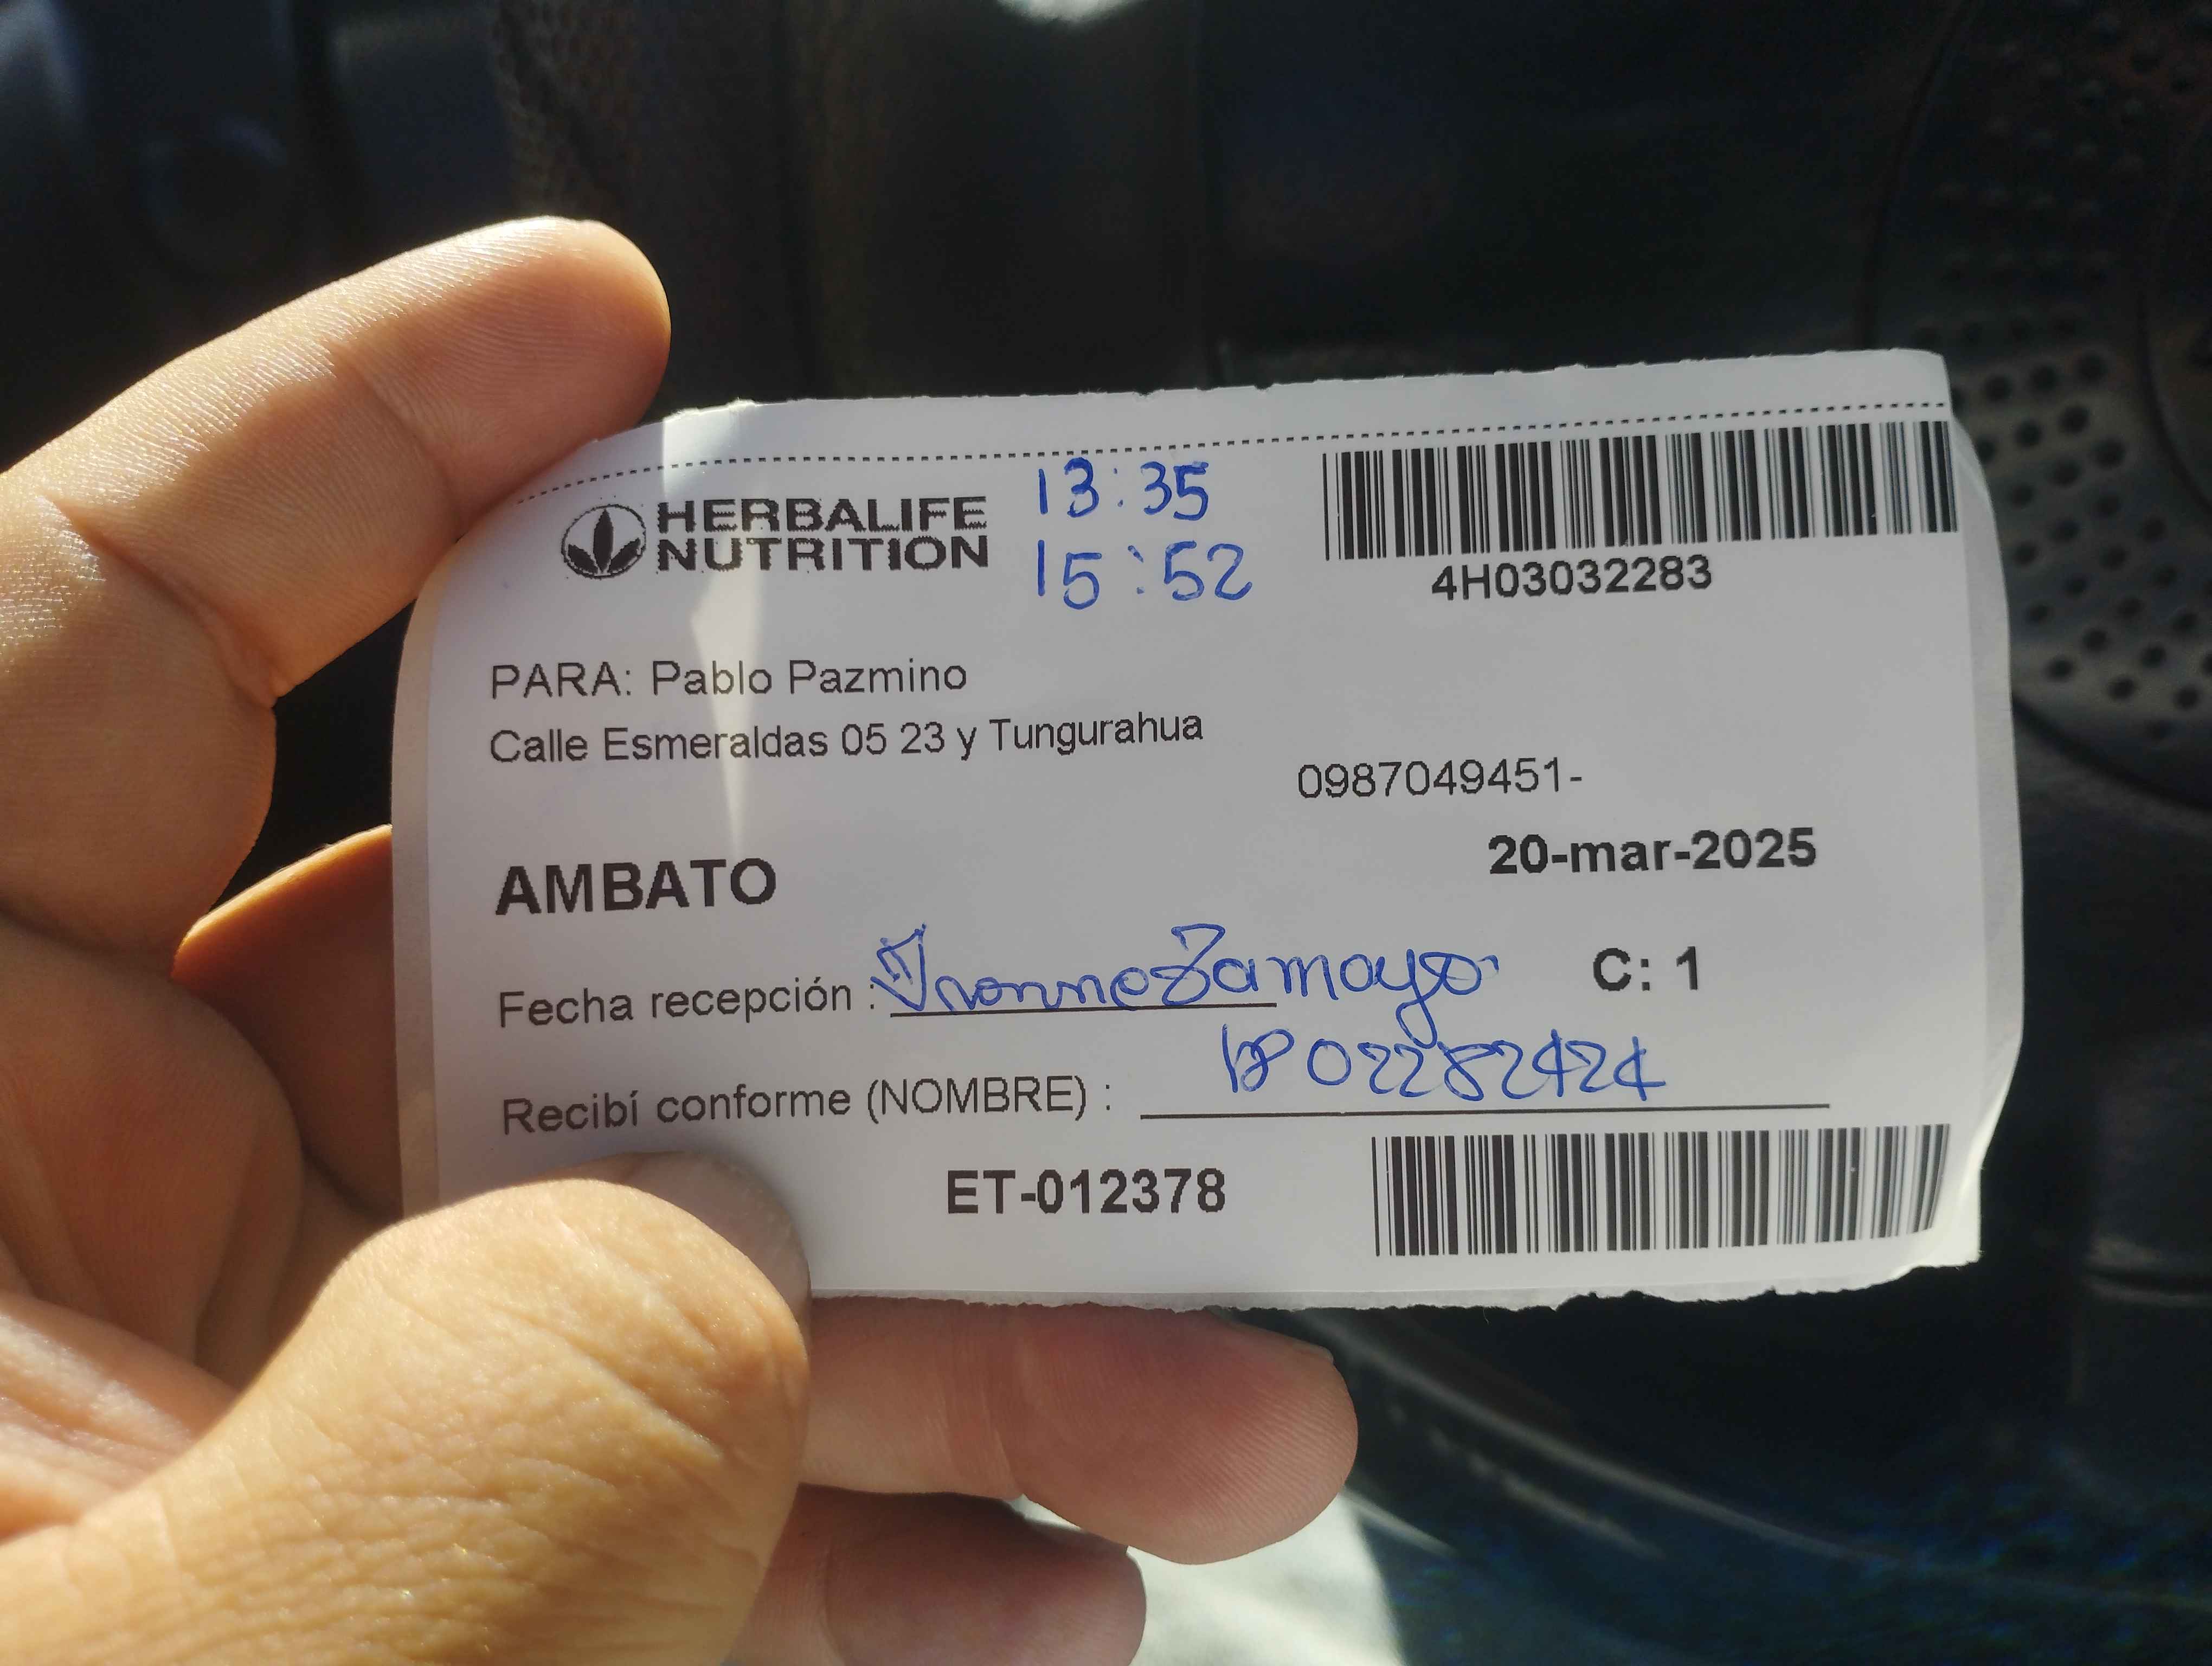 HERBALIFE
NUTRITION
13:35
15:52
4H03032283
PARA: Pablo Pazmino
Calle Esmeraldas 05 23 y Tungurahua
0987049451-
20-mar-2025
AMBATO
C: 1
Fecha recepción :
Recibí conforme (NOMBRE) :
ET-012378